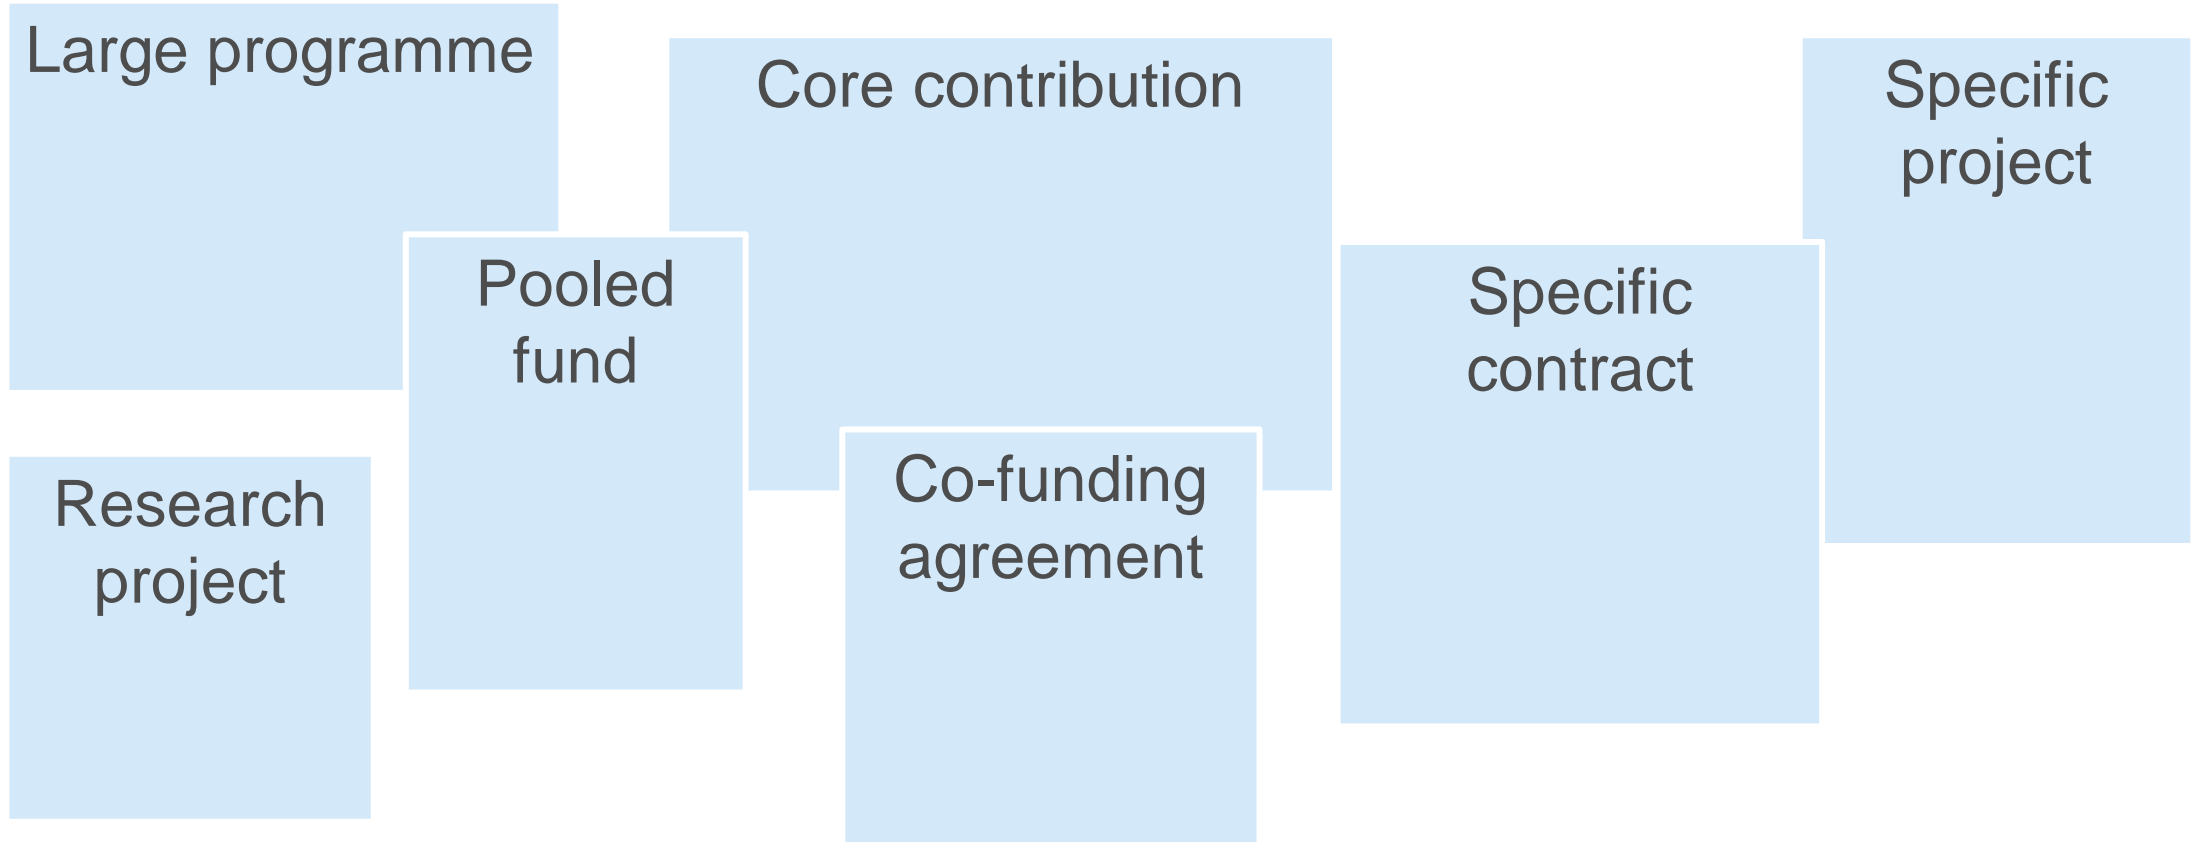 Large programme
Core contribution
Specific
project
Pooled
fund
Specific
contract
Research
project
Co-funding
agreement